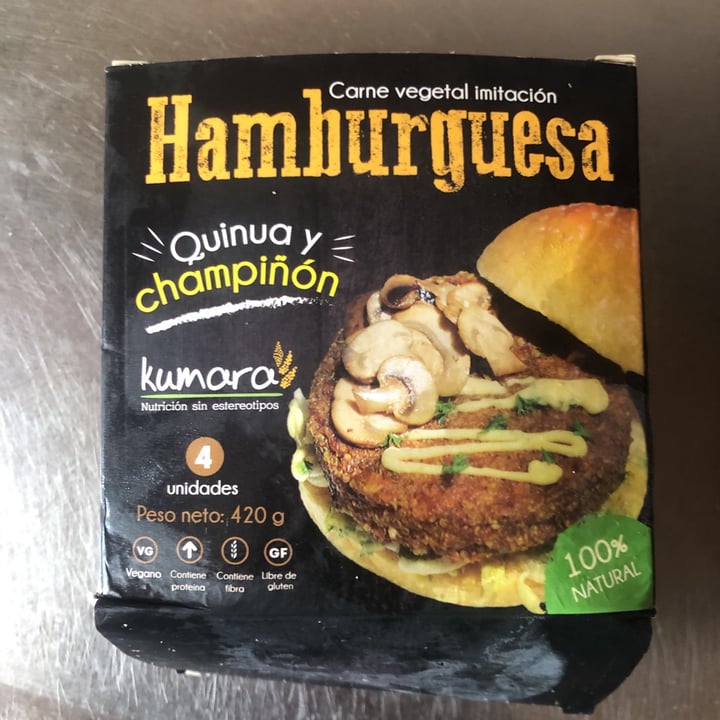 Carne vegetal imitación
Hamburguesa
Quinua y
champiñón
kumara
Nutrición sin estereotipos
4
unidades
Peso neto: 420 g
VG
Vegano
Contiene
proteína
Contiene
fibra
GF
Libre de
gluten
100%
NATURAL